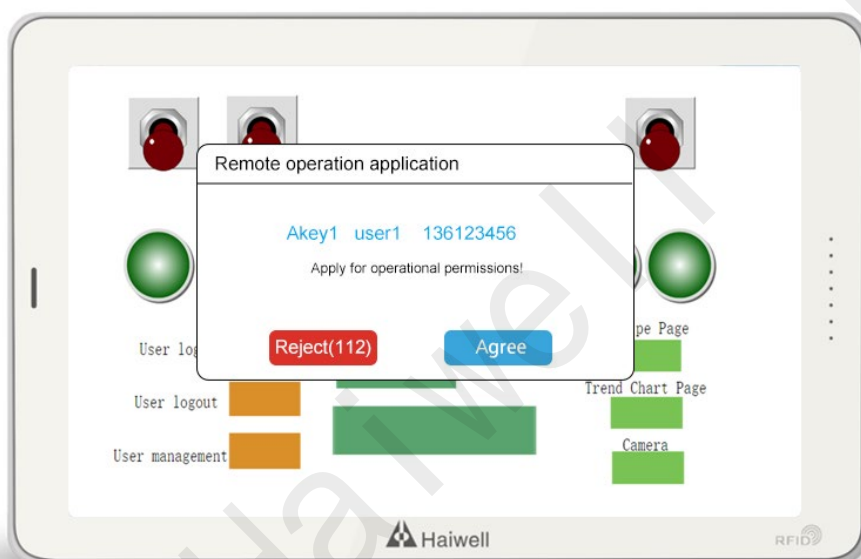 Remote operation application
Akey1 user1 136123456
Apply for operational permissions!
Reject(112)
Agree
User
pe Page
Trend Chart Page
User logout
Camera
User management
Haiwell
RFID
Haiwell